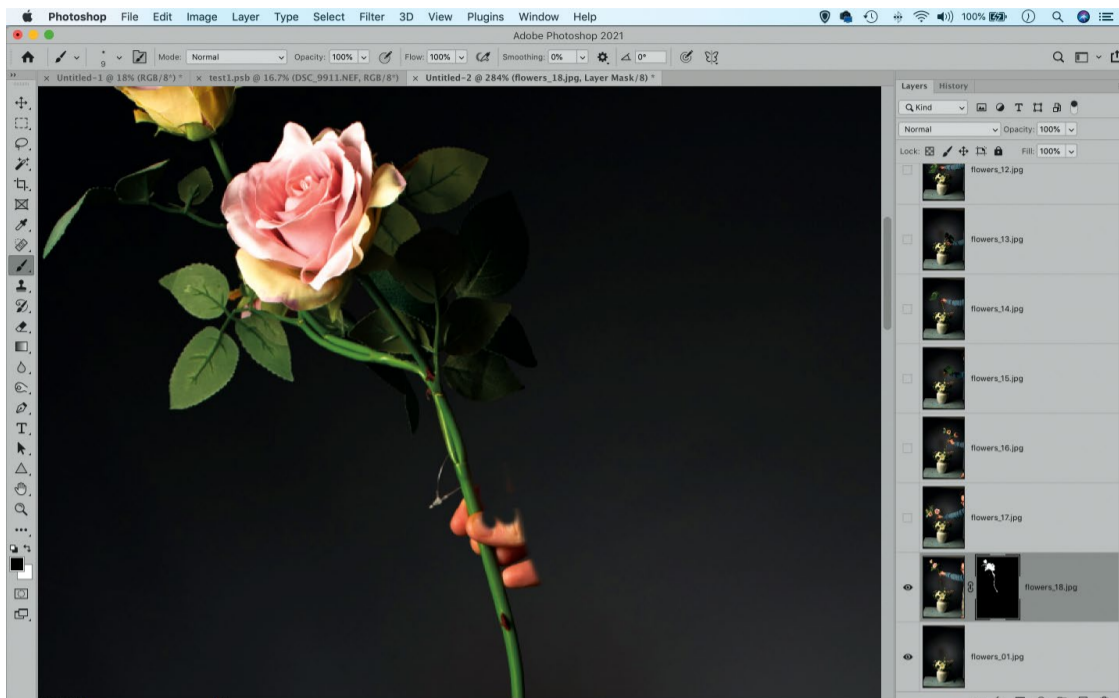 Photoshop File Edit Image Layer Type Select Filter 3D View Plugins Window Help 100%
Adobe Photoshop 2021
9 Mode: Normal Opacity: 100% Flow: 100% Smoothing: 0% 0°
× Untitled-1 @ 18% (RGB/8*) * × test1.psb @ 16.7% (DSC_9911.NEF, RGB/8*) × Untitled-2 @ 284% (flowers_18.jpg, Layer Mask/8) *
Layers History
Kind
Normal Opacity: 100%
Lock: Fill: 100%
flowers_12.jpg
flowers_13.jpg
flowers_14.jpg
flowers_15.jpg
flowers_16.jpg
flowers_17.jpg
flowers_18.jpg
flowers_01.jpg